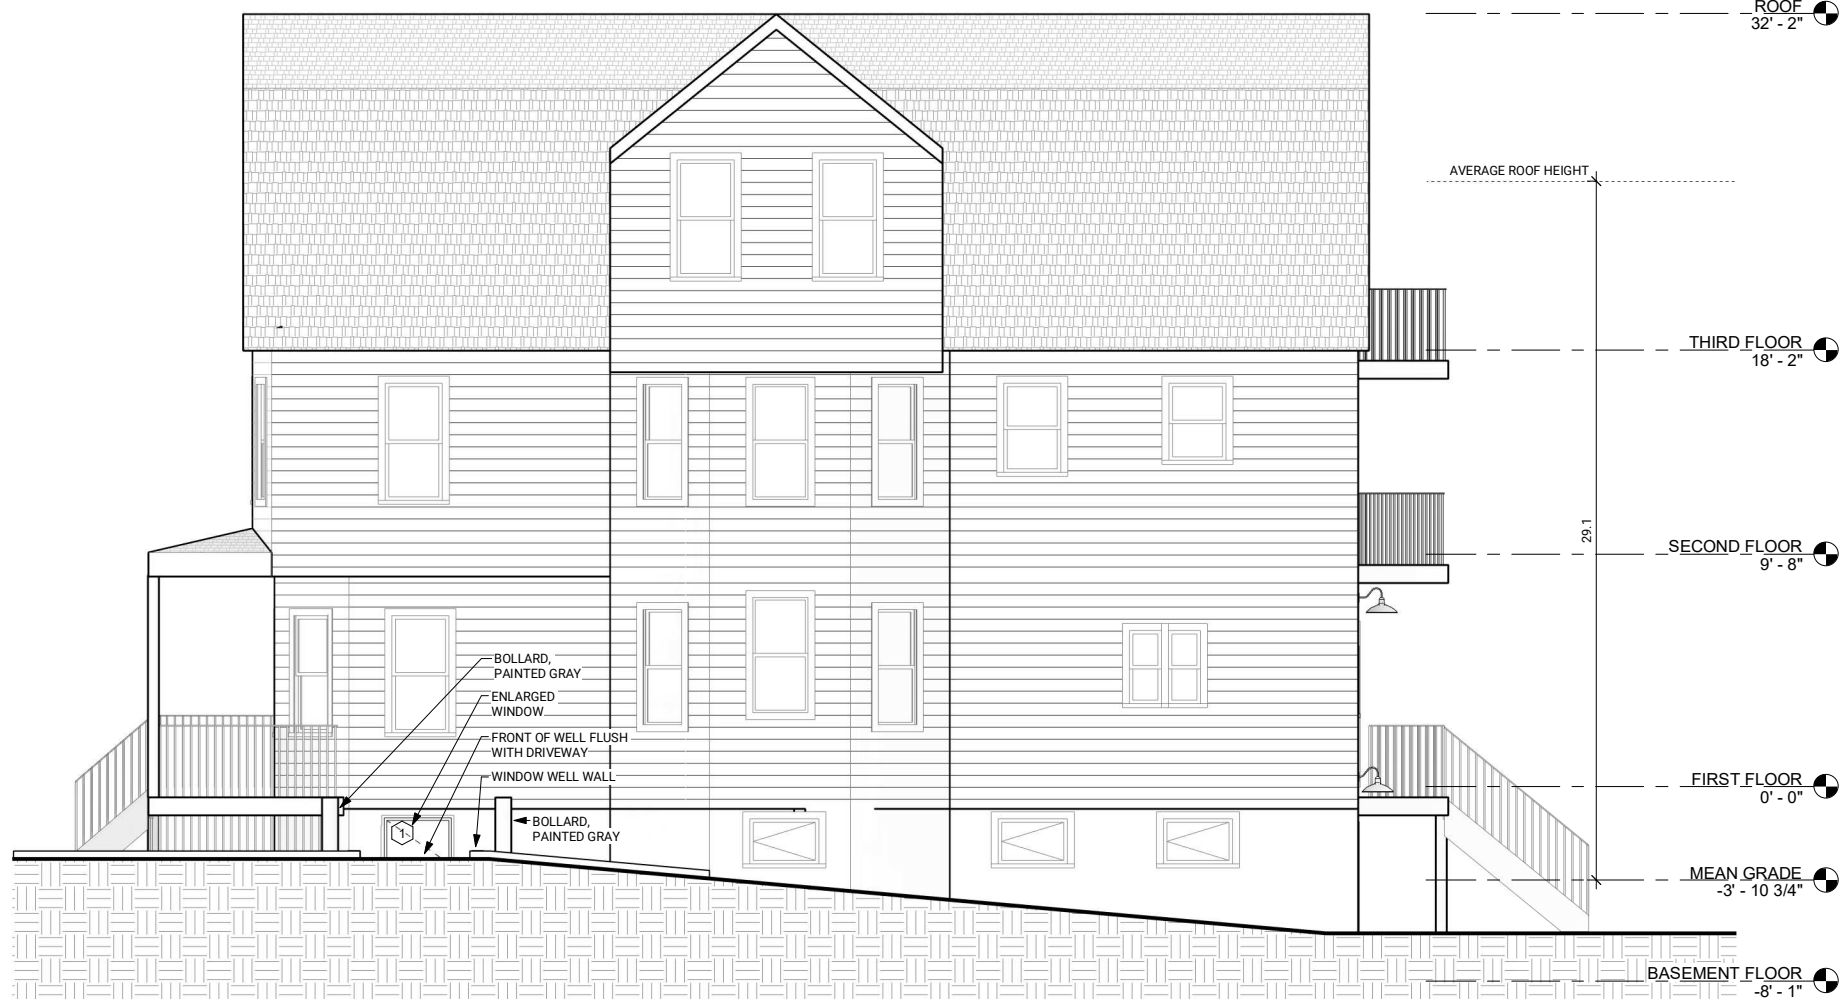 ROOF
32' - 2"
AVERAGE ROOF HEIGHT
THIRD FLOOR
18' - 2"
29.1
SECOND FLOOR
9' - 8"
BOLLARD,
PAINTED GRAY
ENLARGED
WINDOW
FRONT OF WELL FLUSH
WITH DRIVEWAY
WINDOW WELL WALL
FIRST FLOOR
0' - 0"
1
BOLLARD,
PAINTED GRAY
MEAN GRADE
-3' - 10 3/4"
BASEMENT FLOOR
-8' - 1"